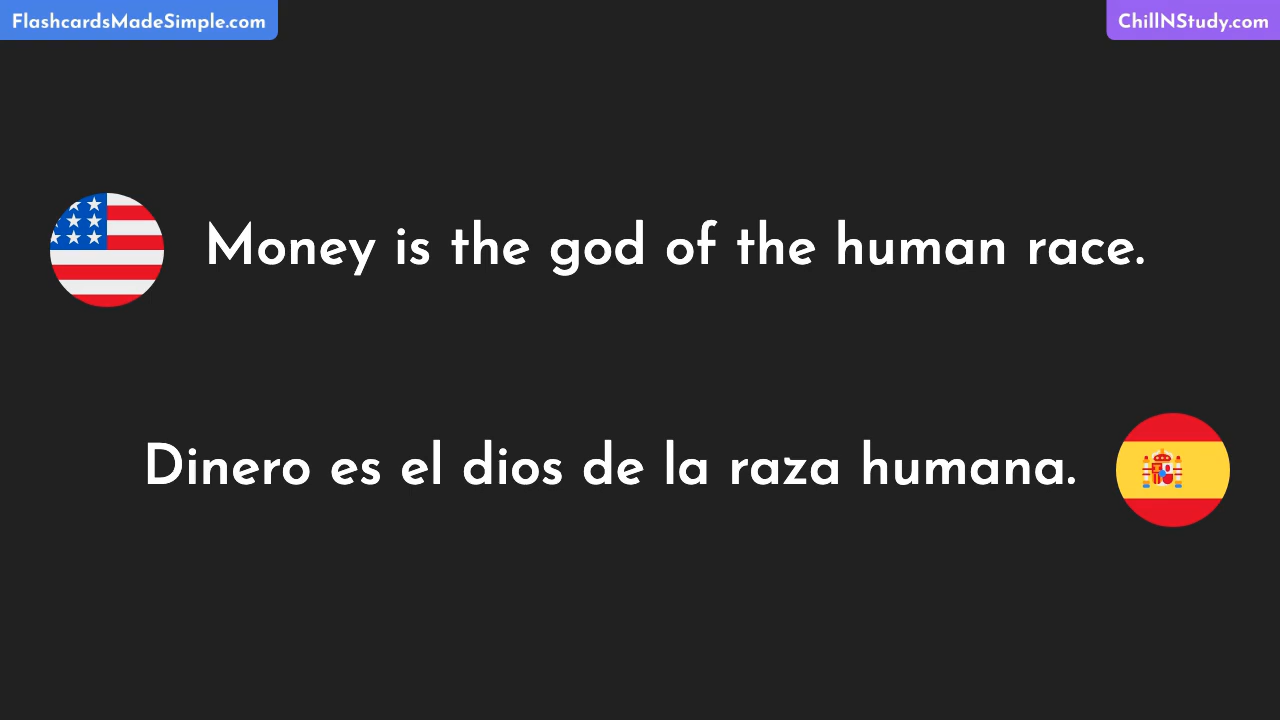 FlashcardsMadeSimple.com
ChillNStudy.com
Money is the god of the human race.
Dinero es el dios de la raza humana.